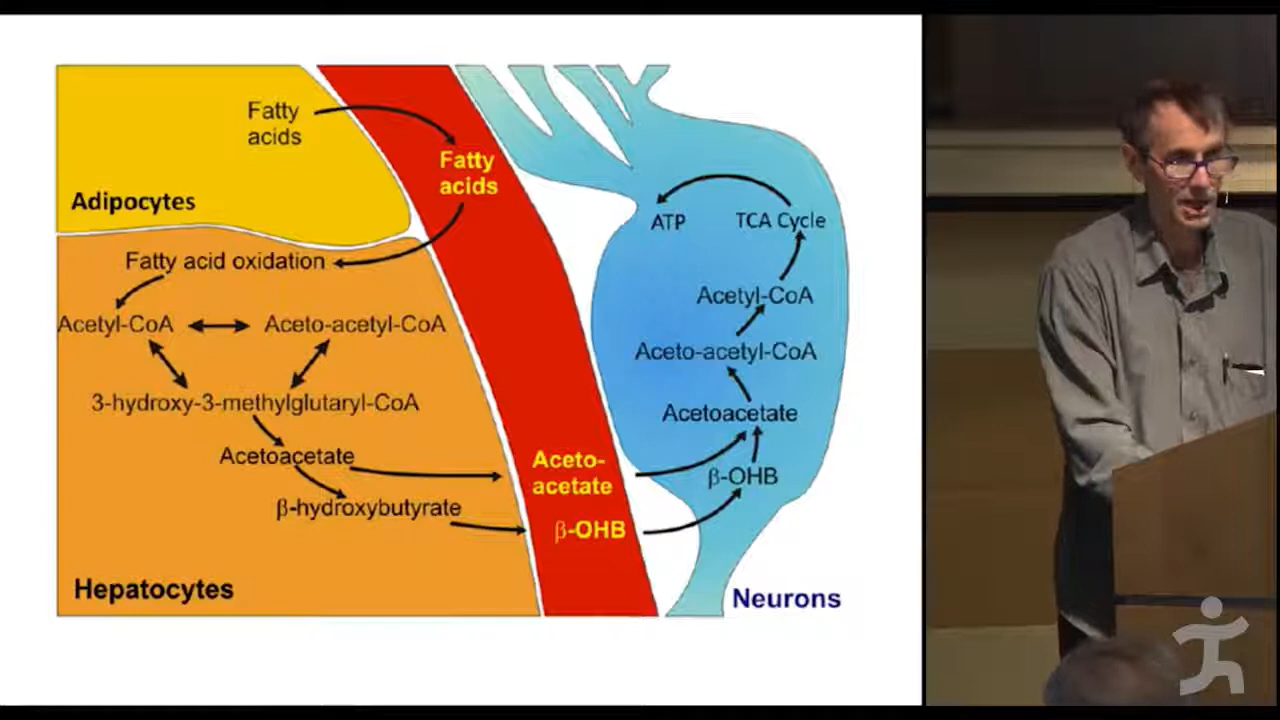 Fatty
acids
Fatty
acids
Adipocytes
Fatty acid oxidation
Acetyl-CoA
Aceto-acetyl-CoA
3-hydroxy-3-methylglutaryl-CoA
Acetoacetate
β-hydroxybutyrate
Hepatocytes
Aceto-
acetate
β-OHB
ATP
TCA Cycle
Acetyl-CoA
Aceto-acetyl-CoA
Acetoacetate
β-OHB
Neurons